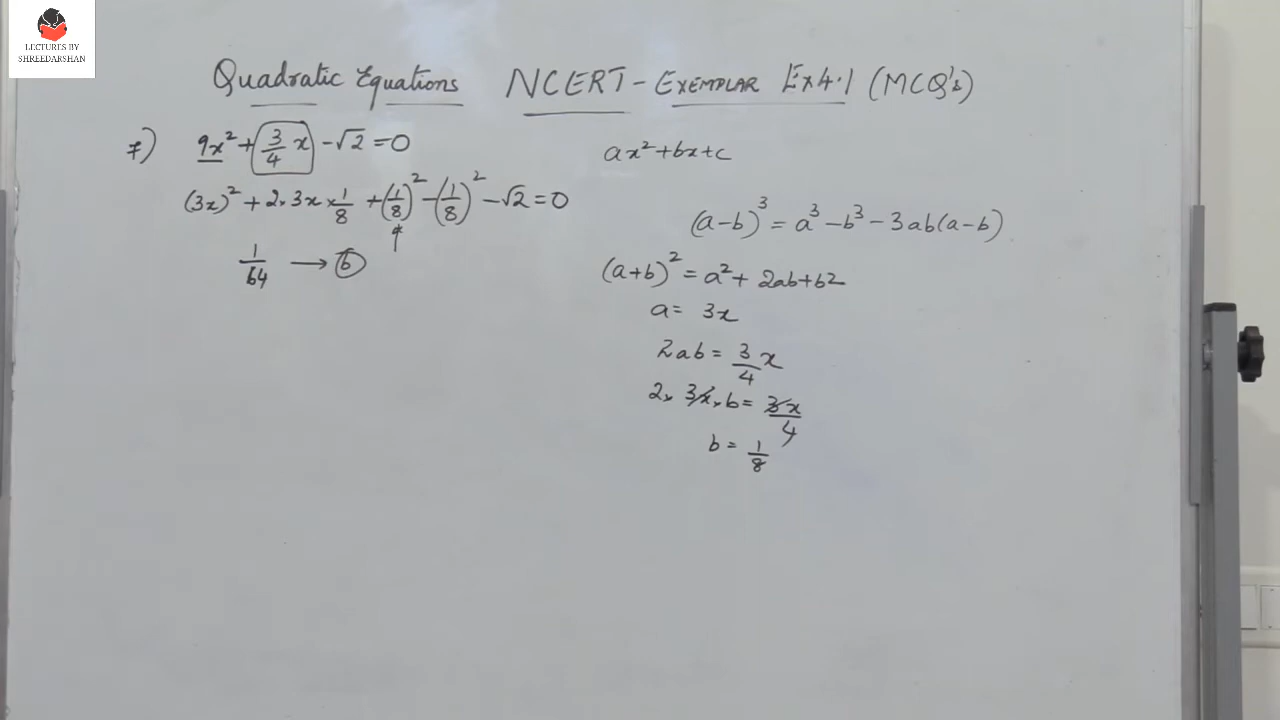 LECTURES BY
SHREEDARSHAN
Quadratic Equations NCERT - EXEMPLAR Ex 4.1 (MCQ's)
7) 9x² + 3/4 x - √2 = 0
(3x)² + 2 × 3x × 1/8 + (1/8)² - (1/8)² - √2 = 0
1/64 → b
ax² + bx + c
(a-b)³ = a³ - b³ - 3ab(a-b)
(a+b)² = a² + 2ab + b²
a = 3x
2ab = 3/4 x
2 × 3x × b = 3x/4
b = 1/8